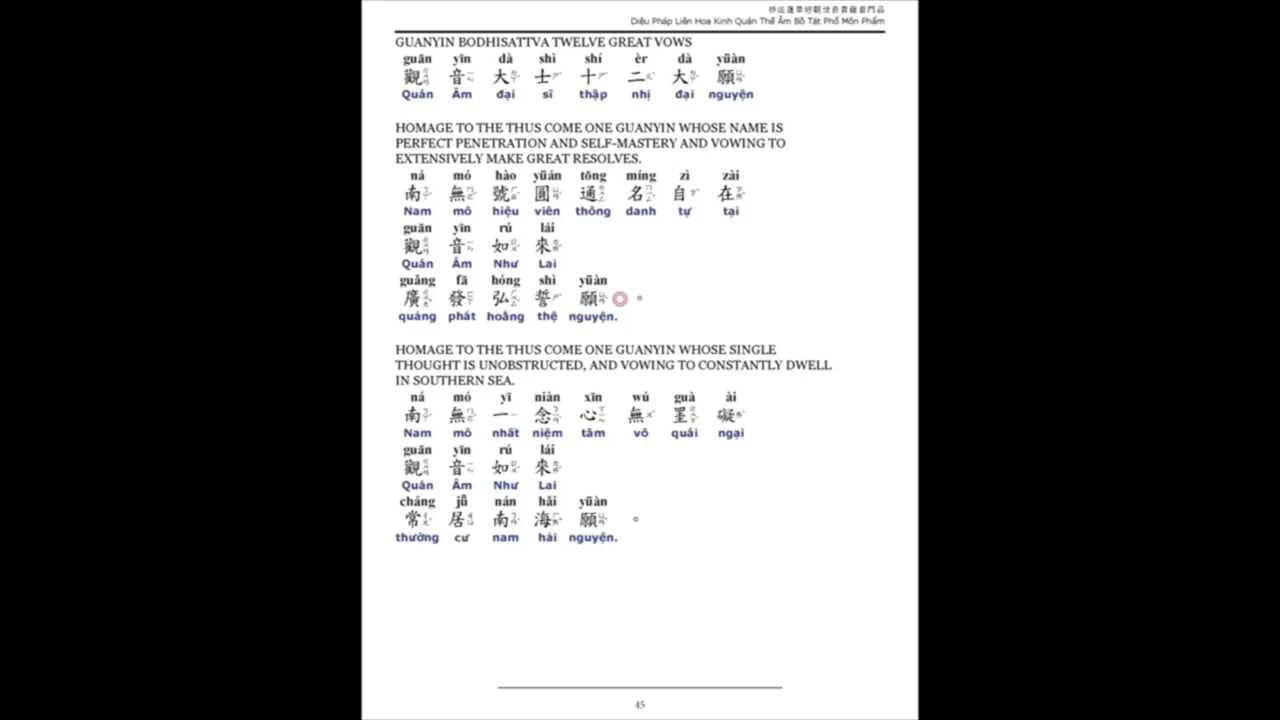 妙法蓮華經觀世音菩薩普門品
Diệu Pháp Liên Hoa Kinh Quán Thế Âm Bồ Tát Phổ Môn Phẩm
GUANYIN BODHISATTVA TWELVE GREAT VOWS
guān yīn dà shì shí èr dà yüàn
觀 音 大 士 十 二 大 願
Quán Âm đại sĩ thập nhị đại nguyện
HOMAGE TO THE THUS COME ONE GUANYIN WHOSE NAME IS
PERFECT PENETRATION AND SELF-MASTERY AND VOWING TO
EXTENSIVELY MAKE GREAT RESOLVES.
ná mó hào yüán tōng míng zì zài
南 無 號 圓 通 名 自 在
Nam mô hiệu viên thông danh tự tại
guān yīn rú lái
觀 音 如 來
Quán Âm Như Lai
guǎng fā hóng shì yüàn
廣 發 弘 誓 願 。
quảng phát hoằng thệ nguyện.
HOMAGE TO THE THUS COME ONE GUANYIN WHOSE SINGLE
THOUGHT IS UNOBSTRUCTED, AND VOWING TO CONSTANTLY DWELL
IN SOUTHERN SEA.
ná mó yī niàn xīn wú guà ài
南 無 一 念 心 無 罣 礙
Nam mô nhất niệm tâm vô quái ngại
guān yīn rú lái
觀 音 如 來
Quán Âm Như Lai
cháng jǖ nán hǎi yüàn
常 居 南 海 願 。
thường cư nam hải nguyện.
45